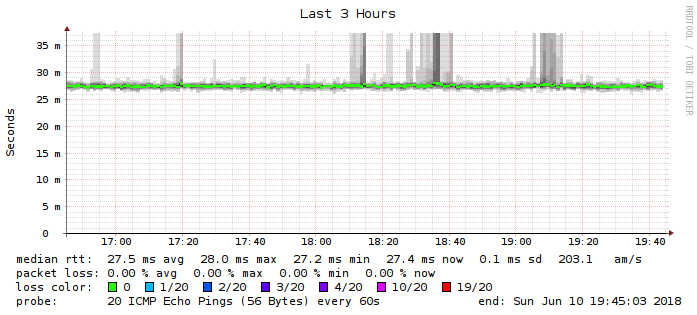 Last 3 Hours
RRDTOOL / TOBI OETIKER
Seconds
35 m
30 m
25 m
20 m
15 m
10 m
5 m
0
17:00 17:20 17:40 18:00 18:20 18:40 19:00 19:20 19:40
median rtt: 27.5 ms avg 28.0 ms max 27.2 ms min 27.4 ms now 0.1 ms sd 203.1 am/s
packet loss: 0.00 % avg 0.00 % max 0.00 % min 0.00 % now
loss color: 0 1/20 2/20 3/20 4/20 10/20 19/20
probe: 20 ICMP Echo Pings (56 Bytes) every 60s end: Sun Jun 10 19:45:03 2018